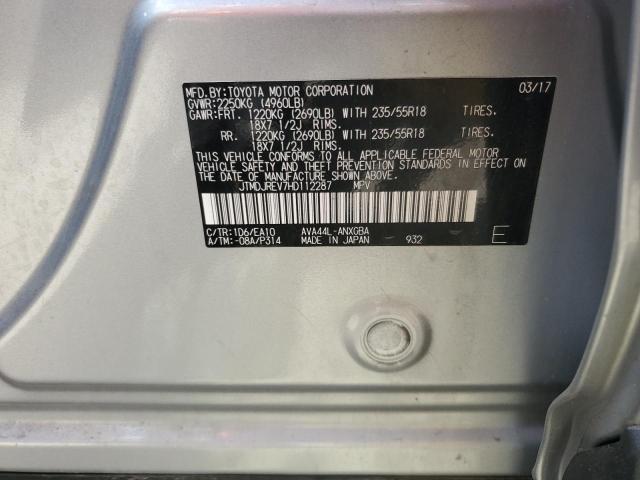 MFD.BY:TOYOTA MOTOR CORPORATION 03/17
GVWR:2250KG (4960LB)
GAWR:FRT. 1220KG (2690LB) WITH 235/55R18 TIRES.
18X7 1/2J RIMS.
RR. 1220KG (2690LB) WITH 235/55R18 TIRES.
18X7 1/2J RIMS.
THIS VEHICLE CONFORMS TO ALL APPLICABLE FEDERAL MOTOR
VEHICLE SAFETY AND THEFT PREVENTION STANDARDS IN EFFECT
ON THE DATE OF MANUFACTURE SHOWN ABOVE.
JTMDJREV7HD112287 MPV
C/TR:1D6/EA10 AVA44L-ANXGBA
A/TM:-08A/P314 MADE IN JAPAN 932 E